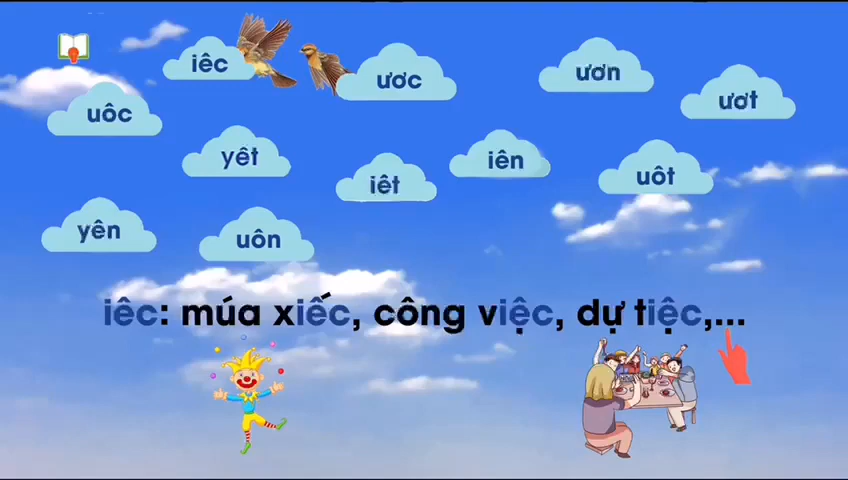 iêc
ươc
ươn
ươt
uôc
yêt
iêt
iên
uôt
yên
uôn
iêc: múa xiếc, công việc, dự tiệc,...